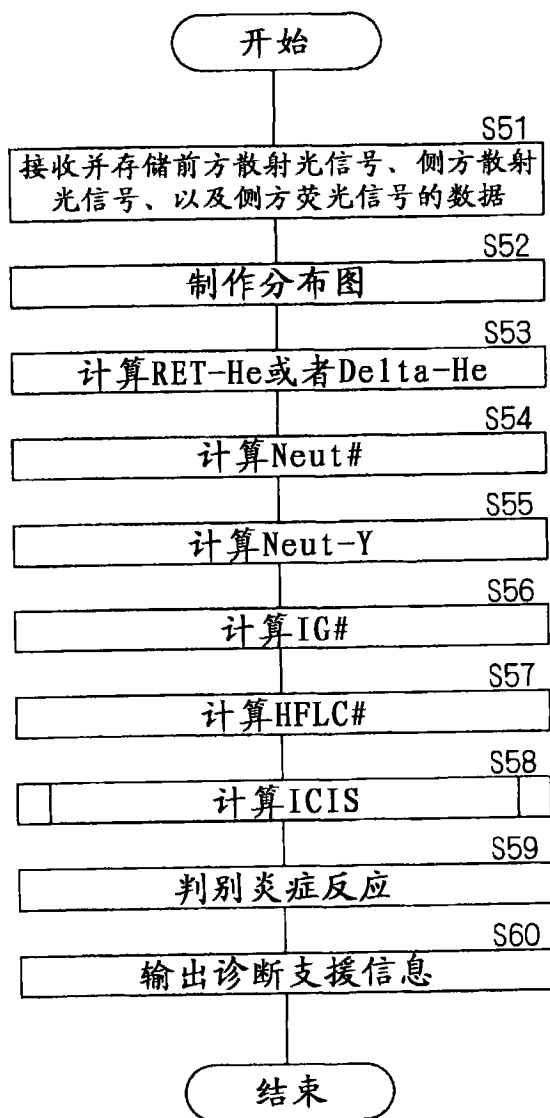 开始
S51
接收并存储前方散射光信号、侧方散射
光信号、以及侧方荧光信号的数据
S52
制作分布图
S53
计算RET-He或者Delta-He
S54
计算Neut#
S55
计算Neut-Y
S56
计算IG#
S57
计算HFLC#
S58
计算ICIS
S59
判别炎症反应
S60
输出诊断支援信息
结束